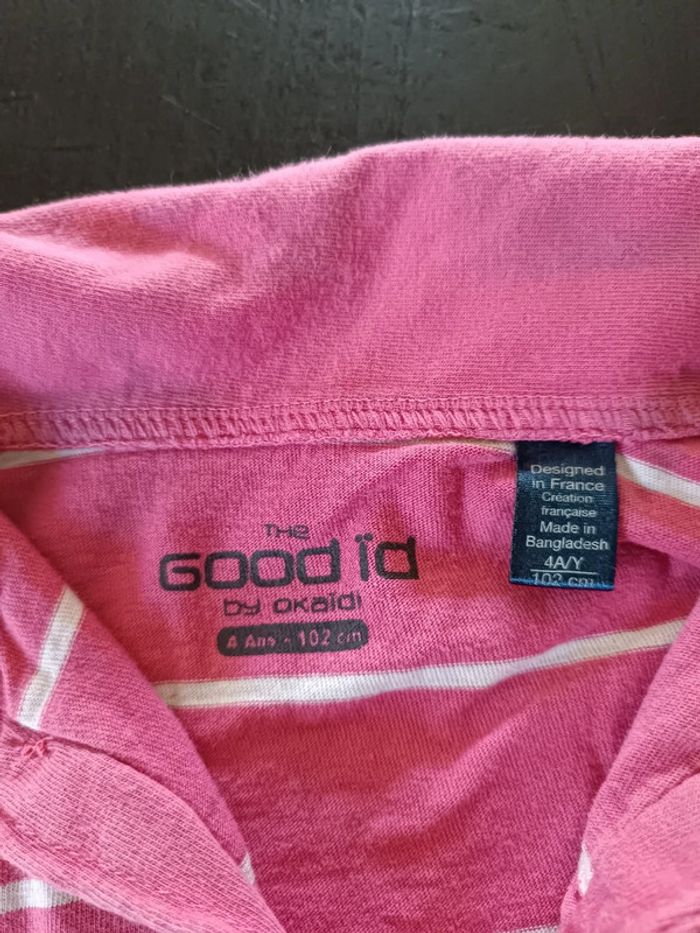 THe
GOOD ïD
by OKaïDi
4 Ans - 102 cm
Designed
in France
Création
française
Made in
Bangladesh
4A/Y
102 cm